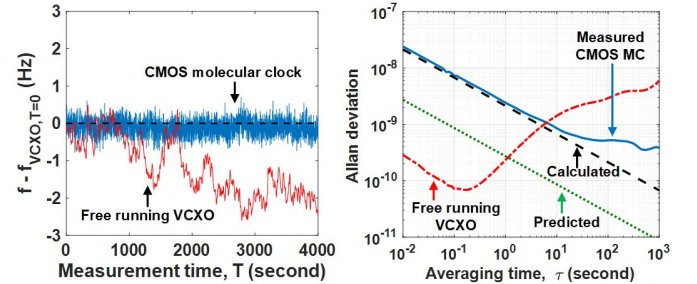 f - f_VCXO,T=0 (Hz)
3
2
1
0
-1
-2
-3
CMOS molecular clock
Free running VCXO
0 1000 2000 3000 4000
Measurement time, T (second)
Allan deviation
10^-7
10^-8
10^-9
10^-10
10^-11
Measured
CMOS MC
Calculated
Free running
VCXO
Predicted
10^-2 10^-1 10^0 10^1 10^2 10^3
Averaging time, τ (second)